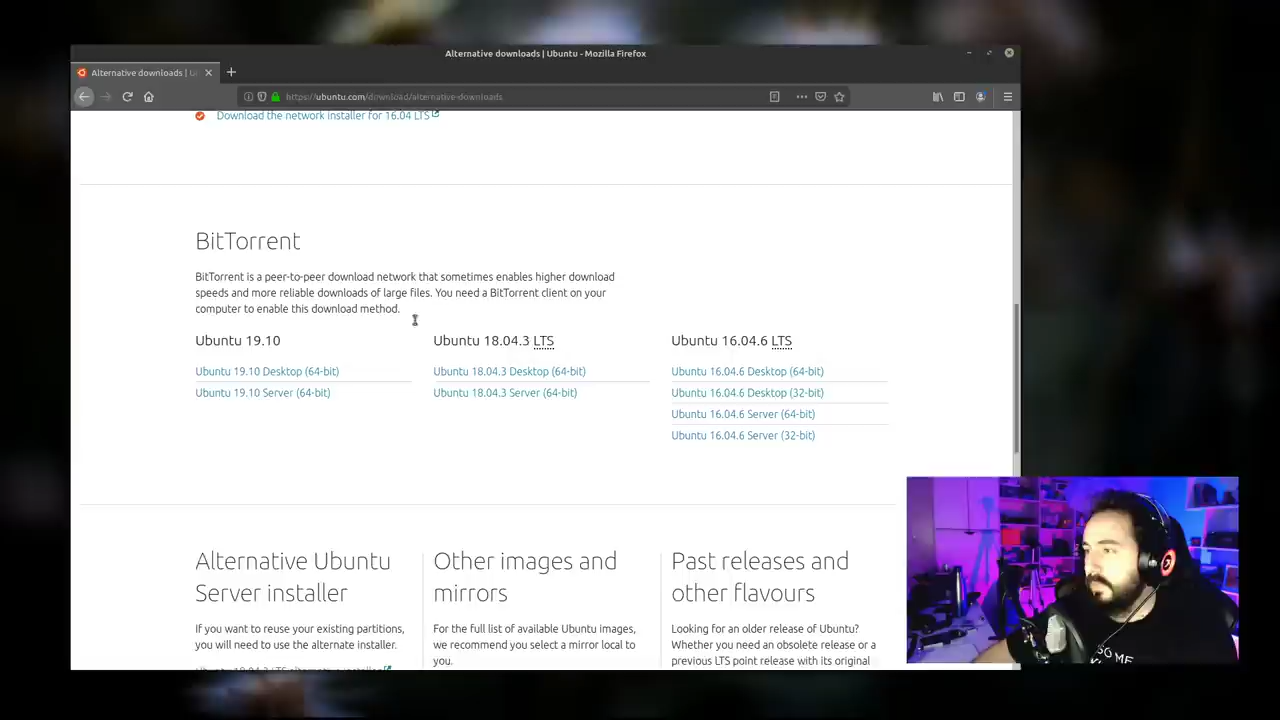 Alternative downloads | Ubuntu - Mozilla Firefox
Alternative downloads | U
https://ubuntu.com/download/alternative-downloads
Download the network installer for 16.04 LTS
BitTorrent
BitTorrent is a peer-to-peer download network that sometimes enables higher download
speeds and more reliable downloads of large files. You need a BitTorrent client on your
computer to enable this download method.
Ubuntu 19.10
Ubuntu 19.10 Desktop (64-bit)
Ubuntu 19.10 Server (64-bit)
Ubuntu 18.04.3 LTS
Ubuntu 18.04.3 Desktop (64-bit)
Ubuntu 18.04.3 Server (64-bit)
Ubuntu 16.04.6 LTS
Ubuntu 16.04.6 Desktop (64-bit)
Ubuntu 16.04.6 Desktop (32-bit)
Ubuntu 16.04.6 Server (64-bit)
Ubuntu 16.04.6 Server (32-bit)
Alternative Ubuntu
Server installer
If you want to reuse your existing partitions,
you will need to use the alternate installer.
Ubuntu 18.04.3 LTS alternative installer
Other images and
mirrors
For the full list of available Ubuntu images,
we recommend you select a mirror local to
you.
Past releases and
other flavours
Looking for an older release of Ubuntu?
Whether you need an obsolete release or a
previous LTS point release with its original
SO ME